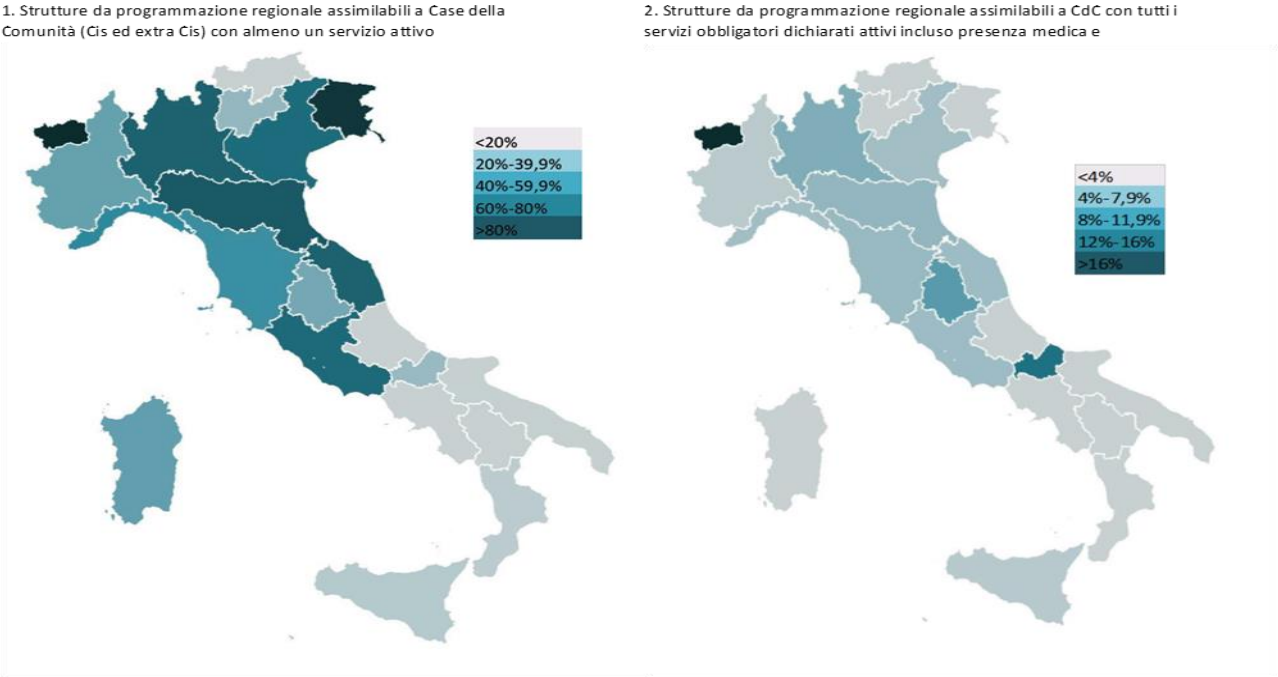 1. Strutture da programmazione regionale assimilabili a Case della
Comunità (Cis ed extra Cis) con almeno un servizio attivo
2. Strutture da programmazione regionale assimilabili a CdC con tutti i
servizi obbligatori dichiarati attivi incluso presenza medica e
<20%
20%-39,9%
40%-59,9%
60%-80%
>80%
<4%
4%-7,9%
8%-11,9%
12%-16%
>16%